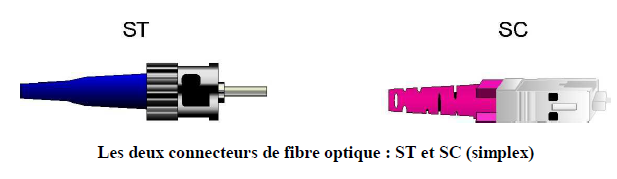 ST SC
Les deux connecteurs de fibre optique : ST et SC (simplex)